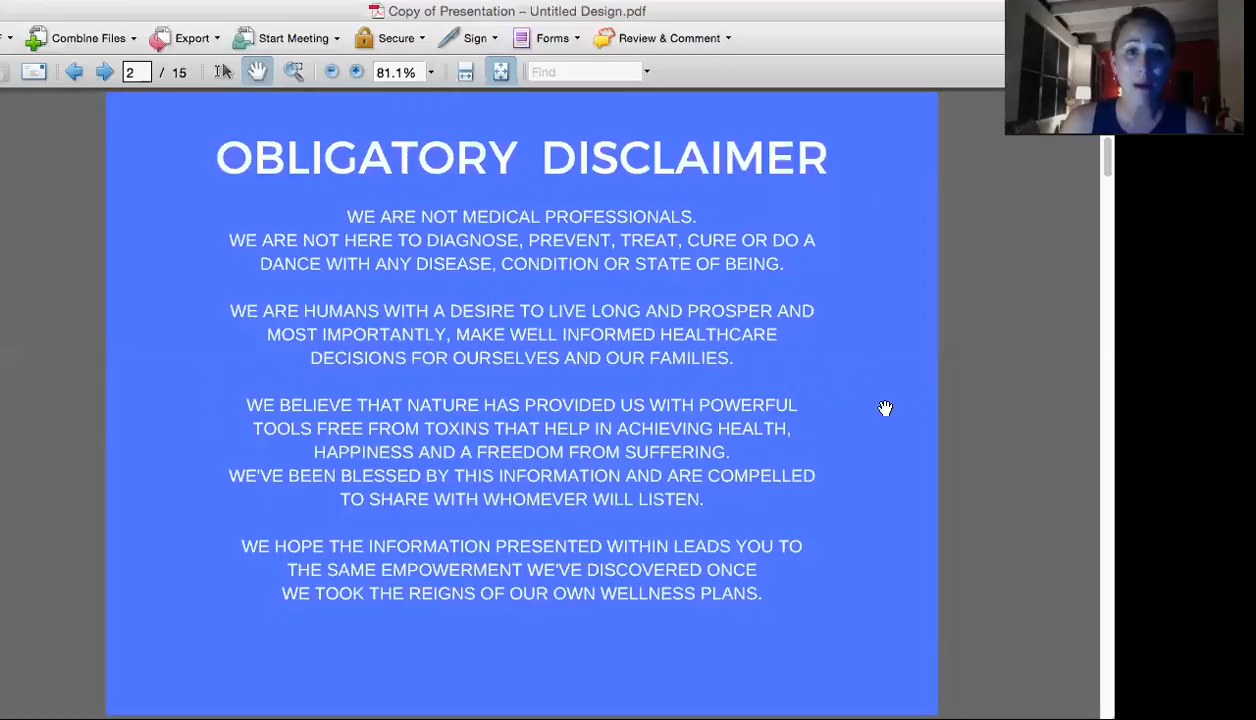 Copy of Presentation – Untitled Design.pdf
Combine Files Export Start Meeting Secure Sign Forms Review & Comment
2 / 15 81.1% Find
OBLIGATORY DISCLAIMER
WE ARE NOT MEDICAL PROFESSIONALS.
WE ARE NOT HERE TO DIAGNOSE, PREVENT, TREAT, CURE OR DO A
DANCE WITH ANY DISEASE, CONDITION OR STATE OF BEING.
WE ARE HUMANS WITH A DESIRE TO LIVE LONG AND PROSPER AND
MOST IMPORTANTLY, MAKE WELL INFORMED HEALTHCARE
DECISIONS FOR OURSELVES AND OUR FAMILIES.
WE BELIEVE THAT NATURE HAS PROVIDED US WITH POWERFUL
TOOLS FREE FROM TOXINS THAT HELP IN ACHIEVING HEALTH,
HAPPINESS AND A FREEDOM FROM SUFFERING.
WE'VE BEEN BLESSED BY THIS INFORMATION AND ARE COMPELLED
TO SHARE WITH WHOMEVER WILL LISTEN.
WE HOPE THE INFORMATION PRESENTED WITHIN LEADS YOU TO
THE SAME EMPOWERMENT WE'VE DISCOVERED ONCE
WE TOOK THE REIGNS OF OUR OWN WELLNESS PLANS.